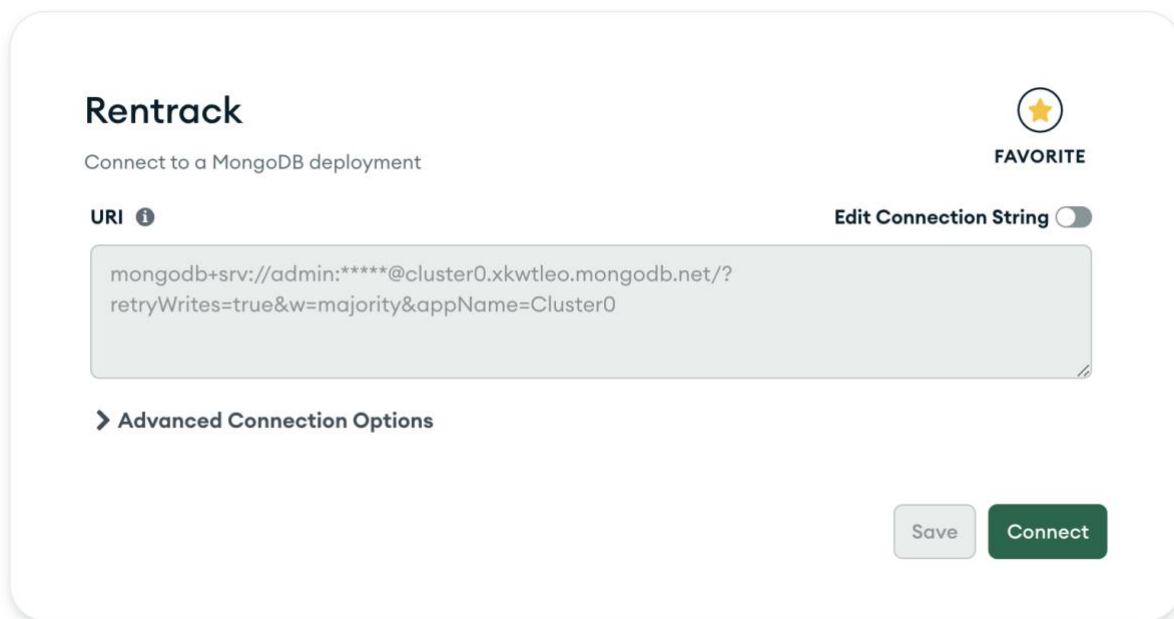 Rentrack
FAVORITE
Connect to a MongoDB deployment
URI
Edit Connection String
mongodb+srv://admin:*****@cluster0.xkwtleo.mongodb.net/?
retryWrites=true&w=majority&appName=Cluster0
Advanced Connection Options
Save
Connect